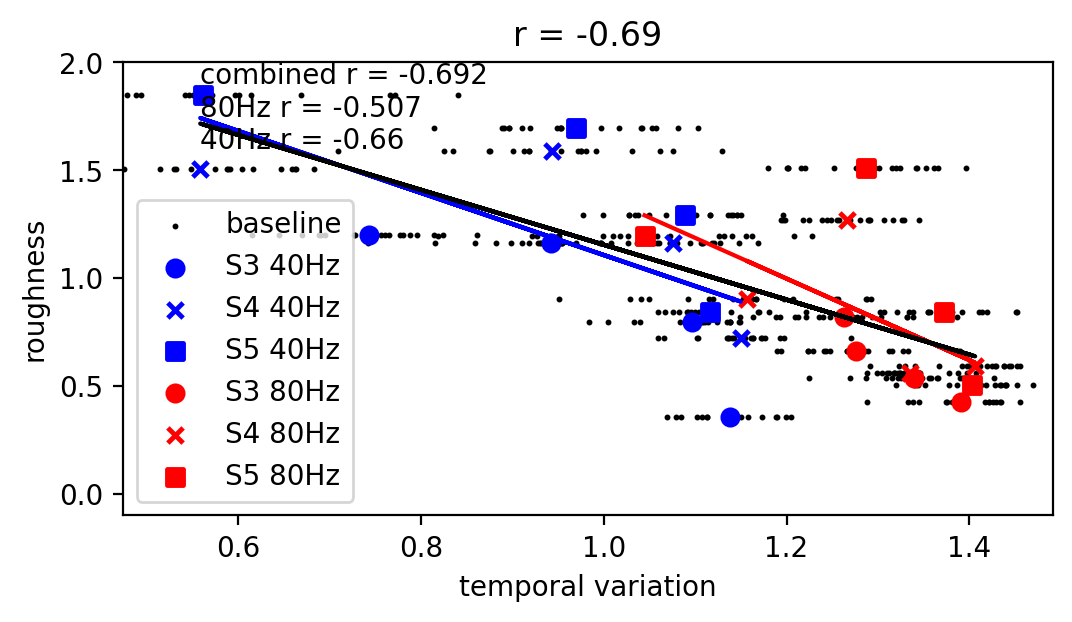 r = -0.69
combined r = -0.692
80Hz r = -0.507
40Hz r = -0.66
2.0
1.5
1.0
0.5
0.0
roughness
baseline
S3 40Hz
S4 40Hz
S5 40Hz
S3 80Hz
S4 80Hz
S5 80Hz
0.6 0.8 1.0 1.2 1.4
temporal variation